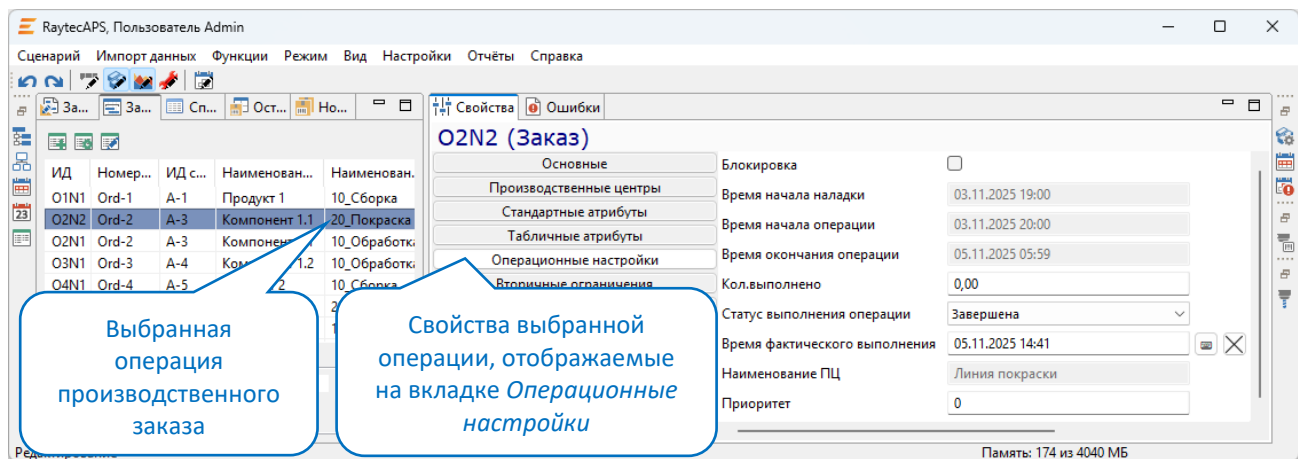 RaytecAPS, Пользователь Admin
Сценарий Импорт данных Функции Режим Вид Настройки Отчёты Справка
За... За... Сп... Ост... Но...
Свойства Ошибки
O2N2 (Заказ)
ИД Номер... ИД с... Наименован... Наименован.
O1N1 Ord-1 A-1 Продукт 1 10_Сборка
O2N2 Ord-2 A-3 Компонент 1.1 20_Покраска
O2N1 Ord-2 A-3 10_Обработка
O3N1 Ord-3 A-4 1.2 10_Обработка
O4N1 Ord-4 A-5 2 10_Сборка
23
Основные
Производственные центры
Стандартные атрибуты
Табличные атрибуты
Операционные настройки
Вторичные ограничения
Блокировка
Время начала наладки 03.11.2025 19:00
Время начала операции 03.11.2025 20:00
Время окончания операции 05.11.2025 05:59
Кол.выполнено 0,00
Статус выполнения операции Завершена
Время фактического выполнения 05.11.2025 14:41
Наименование ПЦ Линия покраски
Приоритет 0
Выбранная
операция
производственного
заказа
Свойства выбранной
операции, отображаемые
на вкладке Операционные
настройки
Память: 174 из 4040 МБ